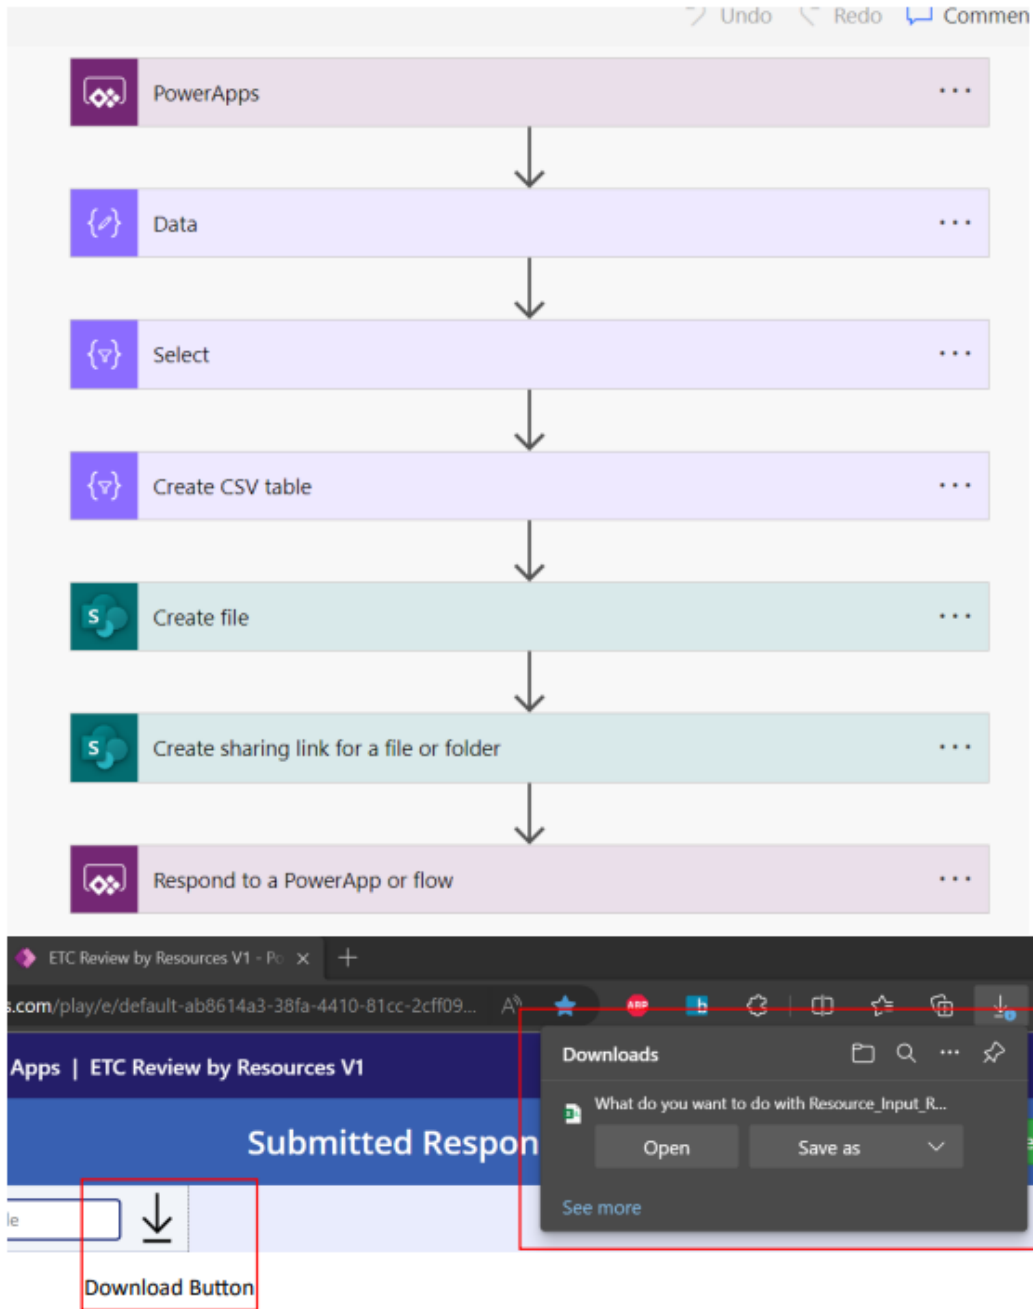 Undo Redo Commen
PowerApps
Data
Select
Create CSV table
Create file
Create sharing link for a file or folder
Respond to a PowerApp or flow
ETC Review by Resources V1 - Po
s.com/play/e/default-ab8614a3-38fa-4410-81cc-2cff09...
Apps | ETC Review by Resources V1
Downloads
What do you want to do with Resource_Input_R...
Open Save as
See more
Submitted Respon
le
Download Button